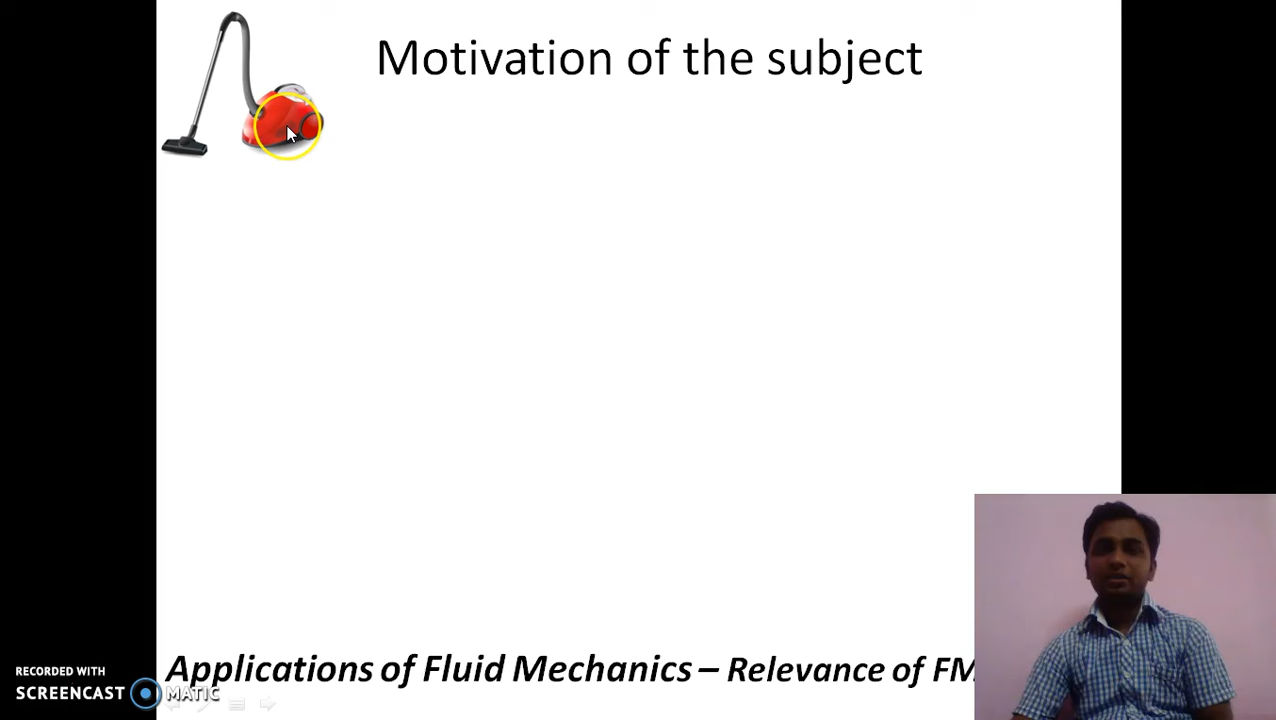 Motivation of the subject
Applications of Fluid Mechanics – Relevance of FM
RECORDED WITH
SCREENCAST MATIC